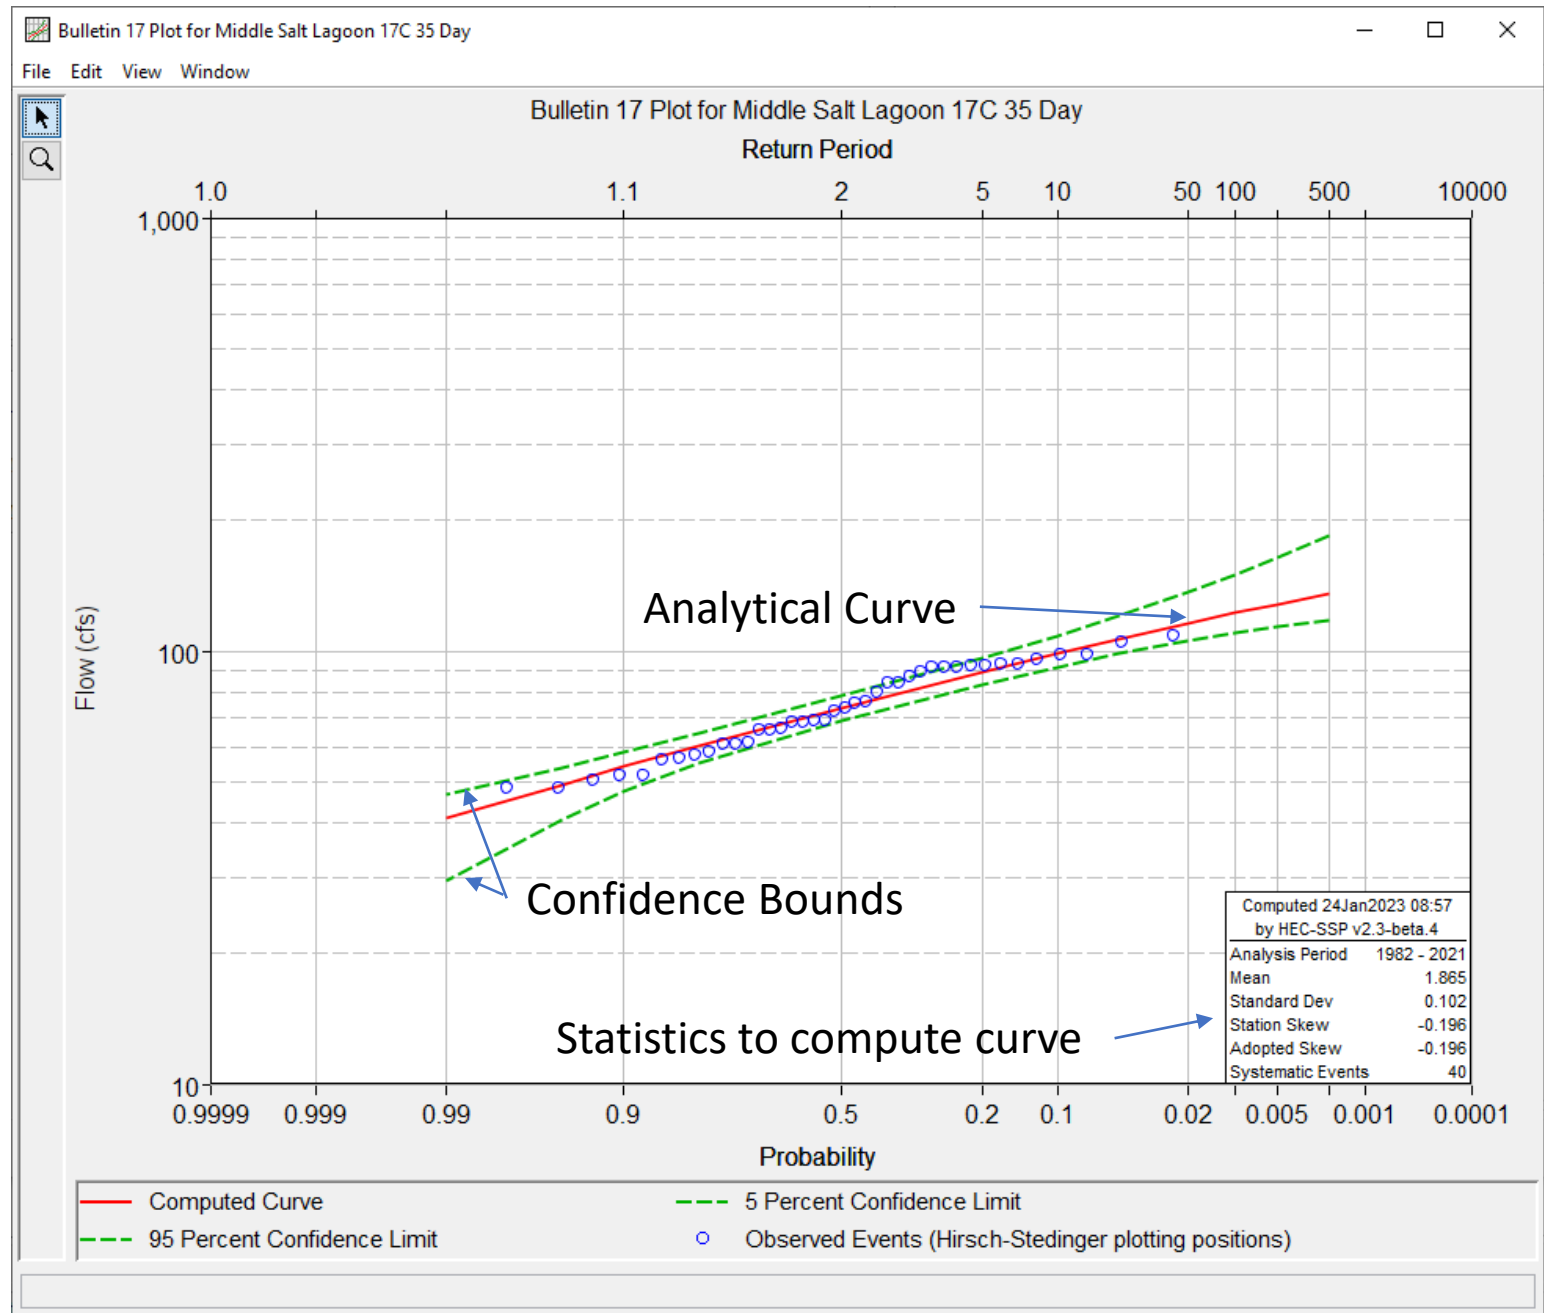 Bulletin 17 Plot for Middle Salt Lagoon 17C 35 Day
File Edit View Window
Bulletin 17 Plot for Middle Salt Lagoon 17C 35 Day
Return Period
1.0 1.1 2 5 10 50 100 500 10000
1,000
Analytical Curve
100
Flow (cfs)
Confidence Bounds
Computed 24Jan2023 08:57
by HEC-SSP v2.3-beta.4
Analysis Period 1982 - 2021
Mean 1.865
Standard Dev 0.102
Station Skew -0.196
Adopted Skew -0.196
Systematic Events 40
Statistics to compute curve
10
0.9999 0.999 0.99 0.9 0.5 0.2 0.1 0.02 0.005 0.001 0.0001
Probability
Computed Curve
5 Percent Confidence Limit
95 Percent Confidence Limit
Observed Events (Hirsch-Stedinger plotting positions)